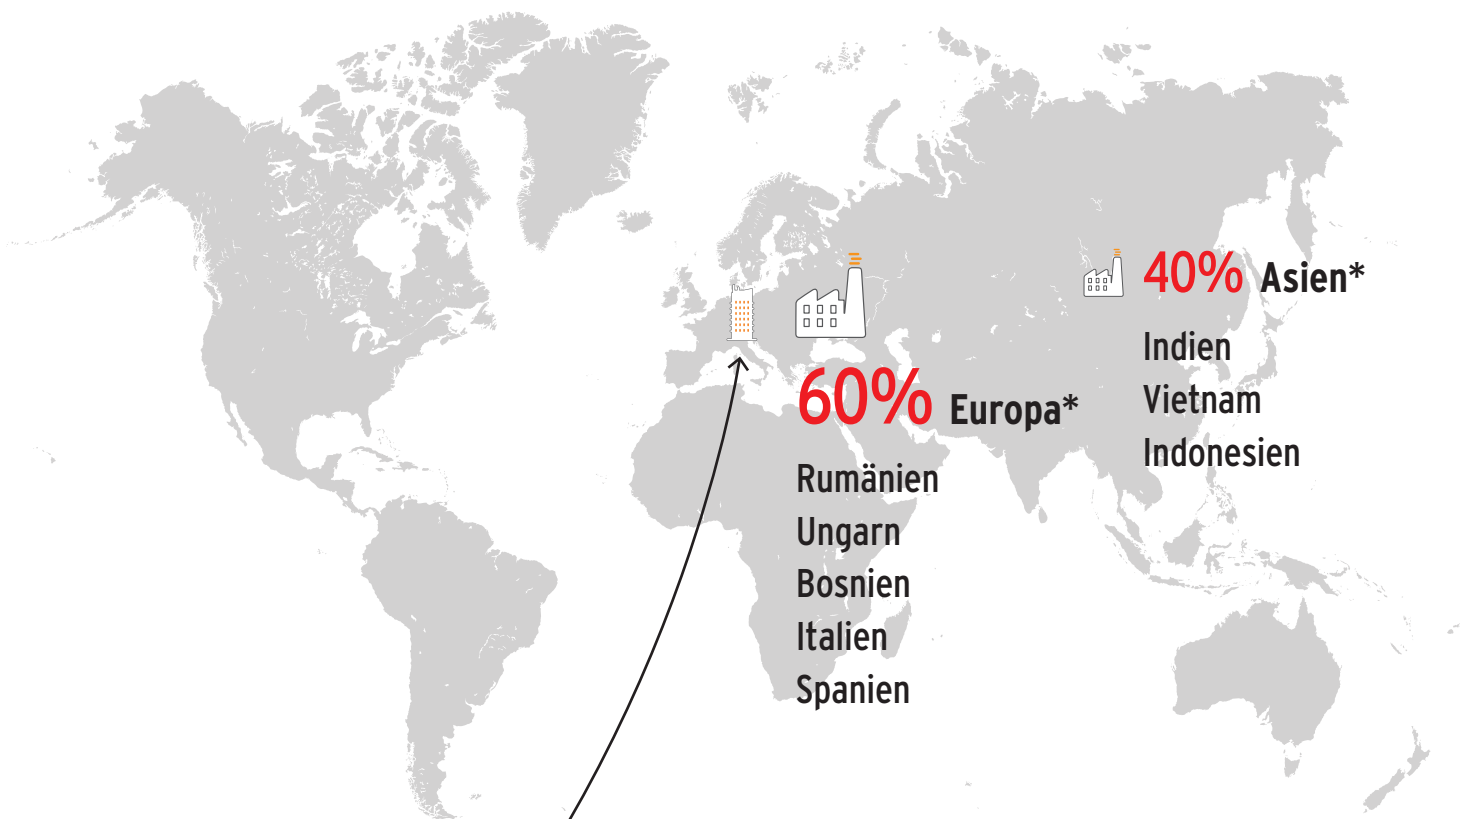 40% Asien*
Indien
Vietnam
Indonesien
60% Europa*
Rumänien
Ungarn
Bosnien
Italien
Spanien